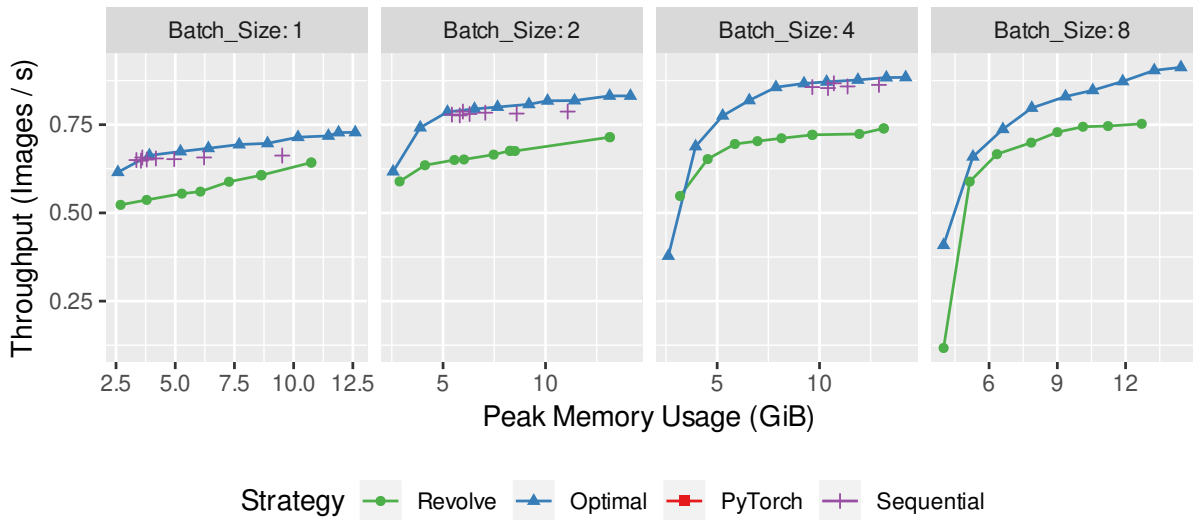 Batch_Size: 1
Batch_Size: 2
Batch_Size: 4
Batch_Size: 8
Throughput (Images / s)
0.75
0.50
0.25
2.5 5.0 7.5 10.0 12.5
5 10
5 10
6 9 12
Peak Memory Usage (GiB)
Strategy Revolve Optimal PyTorch Sequential